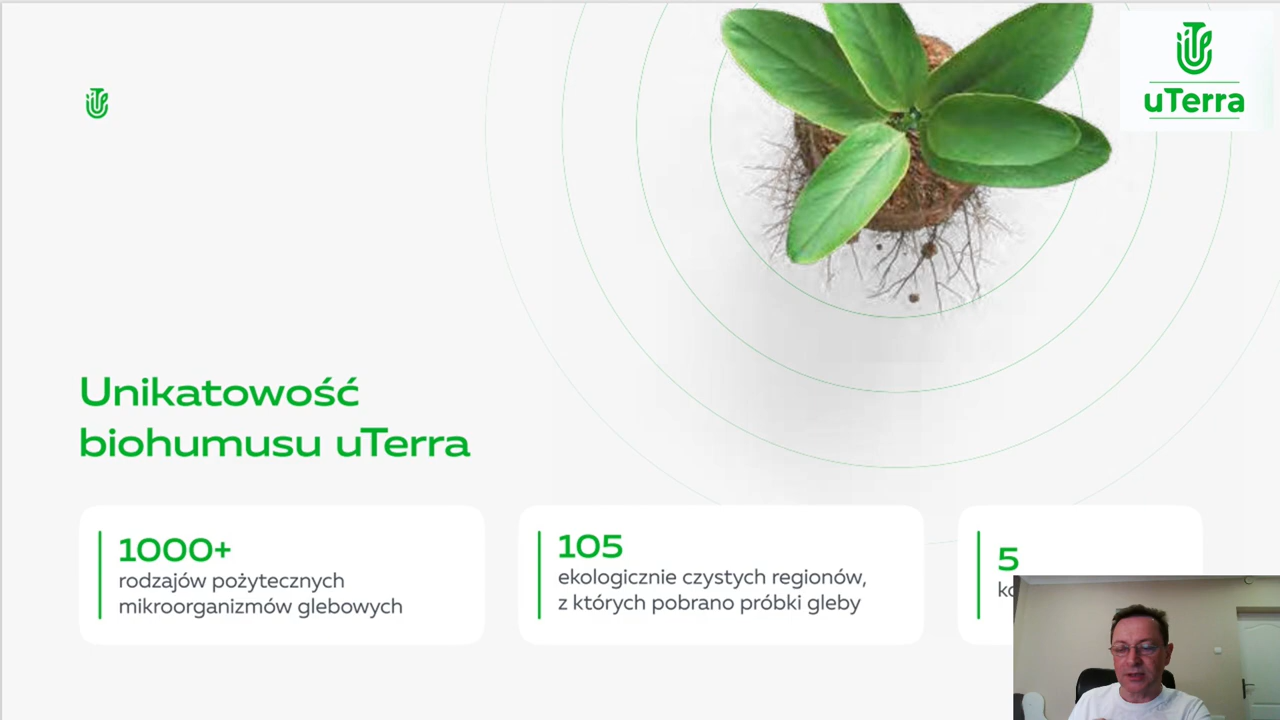 uTerra
Unikatowość
biohumusu uTerra
1000+
rodzajów pożytecznych
mikroorganizmów glebowych
105
ekologicznie czystych regionów,
z których pobrano próbki gleby
5